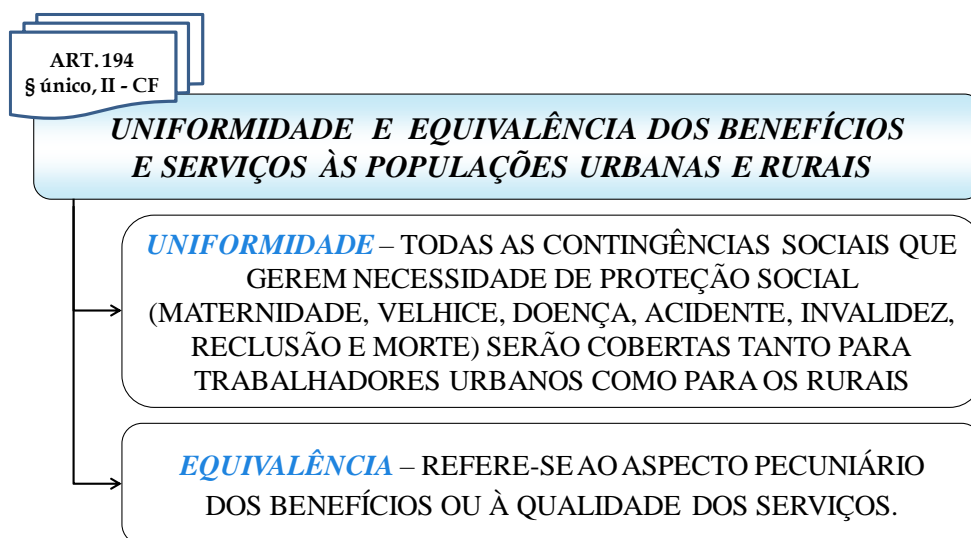 ART. 194
§ único, II - CF
UNIFORMIDADE E EQUIVALÊNCIA DOS BENEFÍCIOS
E SERVIÇOS ÀS POPULAÇÕES URBANAS E RURAIS
UNIFORMIDADE – TODAS AS CONTINGÊNCIAS SOCIAIS QUE
GEREM NECESSIDADE DE PROTEÇÃO SOCIAL
(MATERNIDADE, VELHICE, DOENÇA, ACIDENTE, INVALIDEZ,
RECLUSÃO E MORTE) SERÃO COBERTAS TANTO PARA
TRABALHADORES URBANOS COMO PARA OS RURAIS
EQUIVALÊNCIA – REFERE-SE AO ASPECTO PECUNIÁRIO
DOS BENEFÍCIOS OU À QUALIDADE DOS SERVIÇOS.